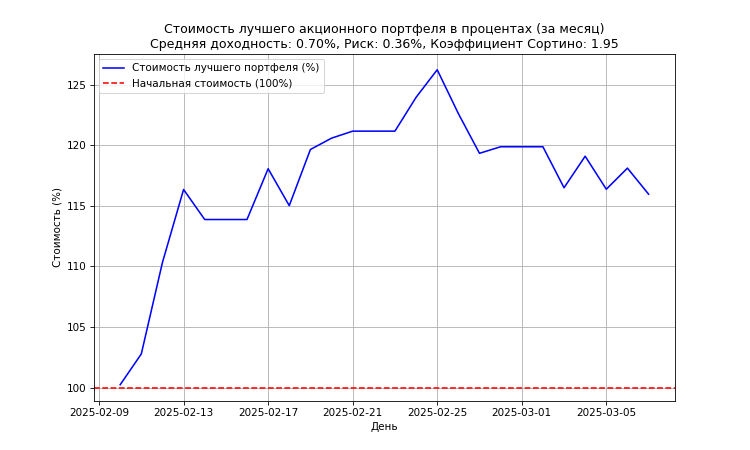 Стоимость лучшего акционного портфеля в процентах (за месяц)
Средняя доходность: 0.70%, Риск: 0.36%, Коэффициент Сортино: 1.95
Стоимость лучшего портфеля (%)
Начальная стоимость (100%)
Стоимость (%)
125
120
115
110
105
100
2025-02-09 2025-02-13 2025-02-17 2025-02-21 2025-02-25 2025-03-01 2025-03-05
День